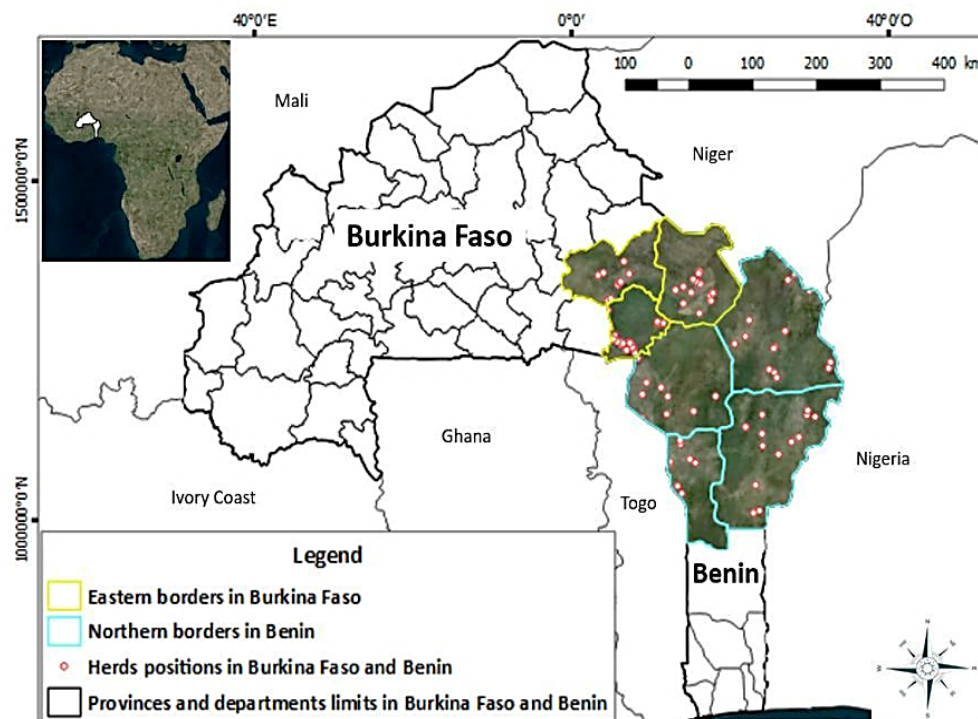 40°0'E 0°0' 40°0'O
100 0 100 200 300 400 km
Mali
Niger
1500000°0'N
Burkina Faso
Ghana
Nigeria
Ivory Coast
Togo
1000000°0'N
Benin
Legend
Eastern borders in Burkina Faso
Northern borders in Benin
Herds positions in Burkina Faso and Benin
Provinces and departments limits in Burkina Faso and Benin